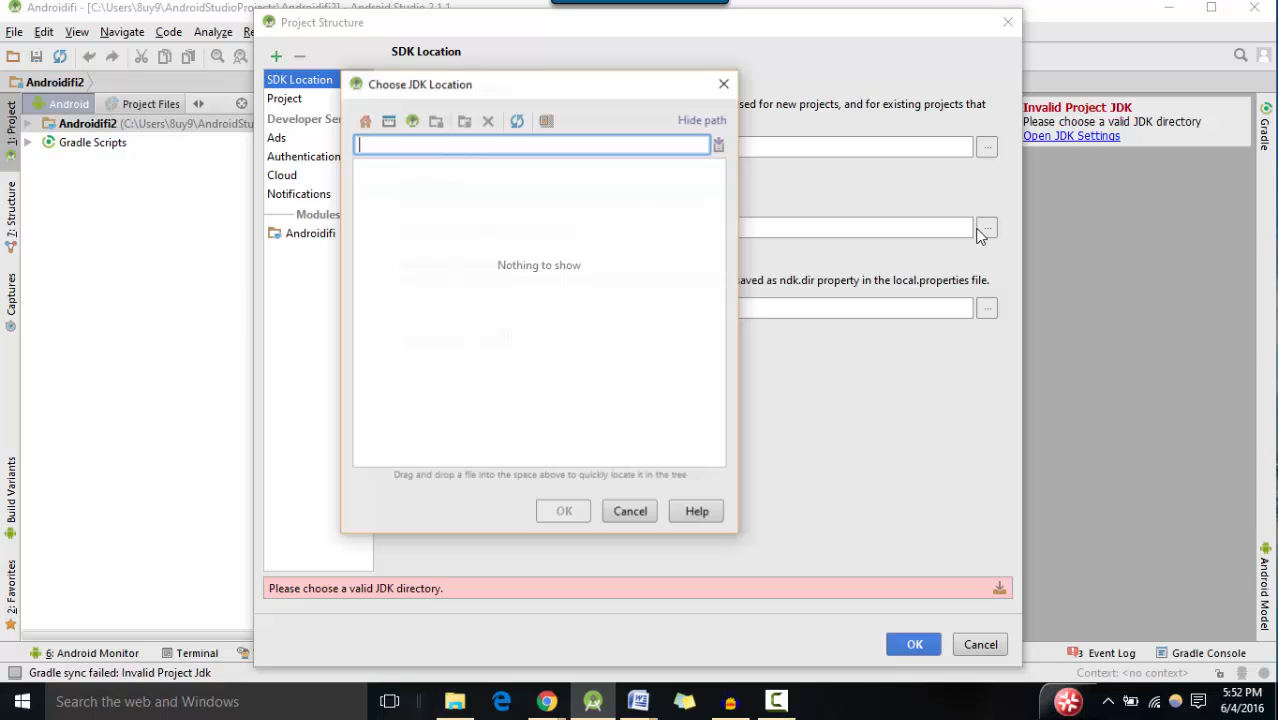 Androidifi - [C:\Users\8uy9\AndroidStudioProjects\Androidifi2] - Android Studio 2.1.1
File Edit View Navigate Code Analyze Re
Androidifi2
Android Project Files
Androidifi2 (C:\Users\8uy9\AndroidStu
Gradle Scripts
1: Project
7: Structure
Captures
Build Variants
2: Favorites
Project Structure
SDK Location
SDK Location
Project
Developer Ser
Ads
Authentication
Cloud
Notifications
Modules
Androidifi
sed for new projects, and for existing projects that
...
...
aved as ndk.dir property in the local.properties file.
...
Choose JDK Location
Hide path
Nothing to show
Drag and drop a file into the space above to quickly locate it in the tree
OK Cancel Help
Please choose a valid JDK directory.
OK Cancel
Invalid Project JDK
Please choose a valid JDK directory
Open JDK Settings
Gradle
Android Model
6: Android Monitor Terminal
3 Event Log Gradle Console
Gradle sync failed: Invalid Project Jdk
Context: <no context>
Search the web and Windows
5:52 PM
6/4/2016